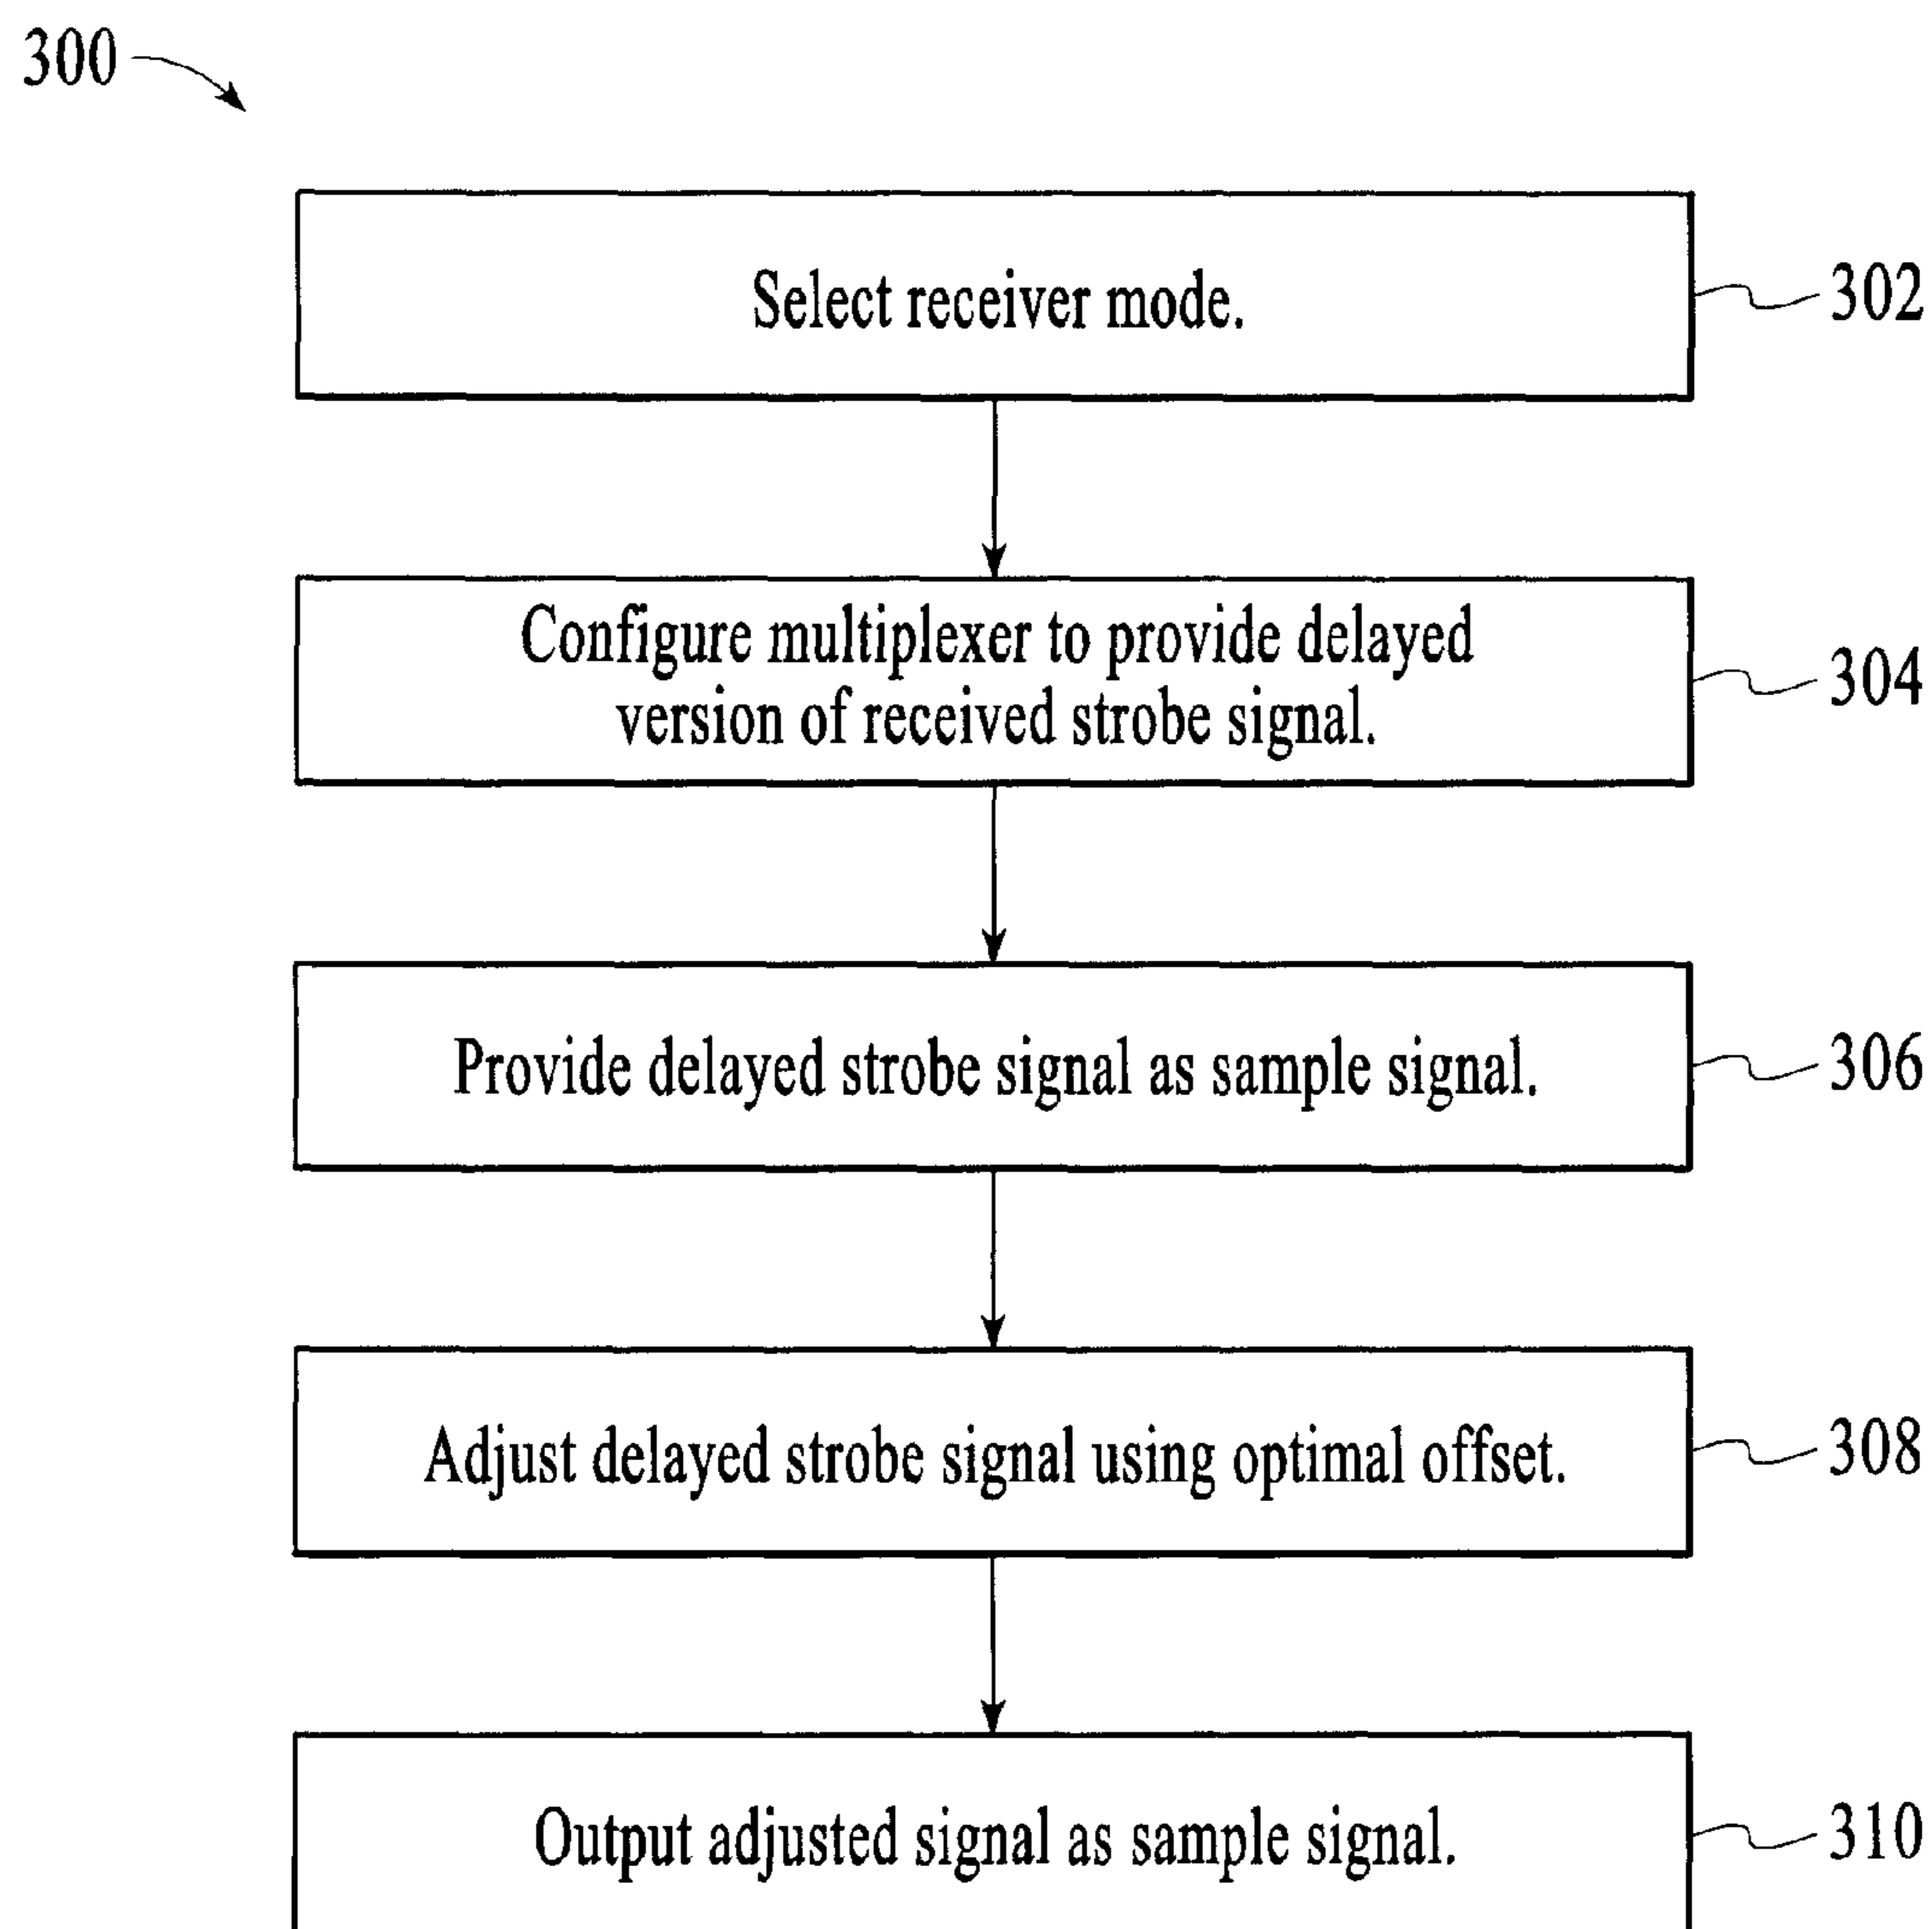 300
Select receiver mode.
302
Configure multiplexer to provide delayed
version of received strobe signal.
304
Provide delayed strobe signal as sample signal.
306
Adjust delayed strobe signal using optimal offset.
308
Output adjusted signal as sample signal.
310